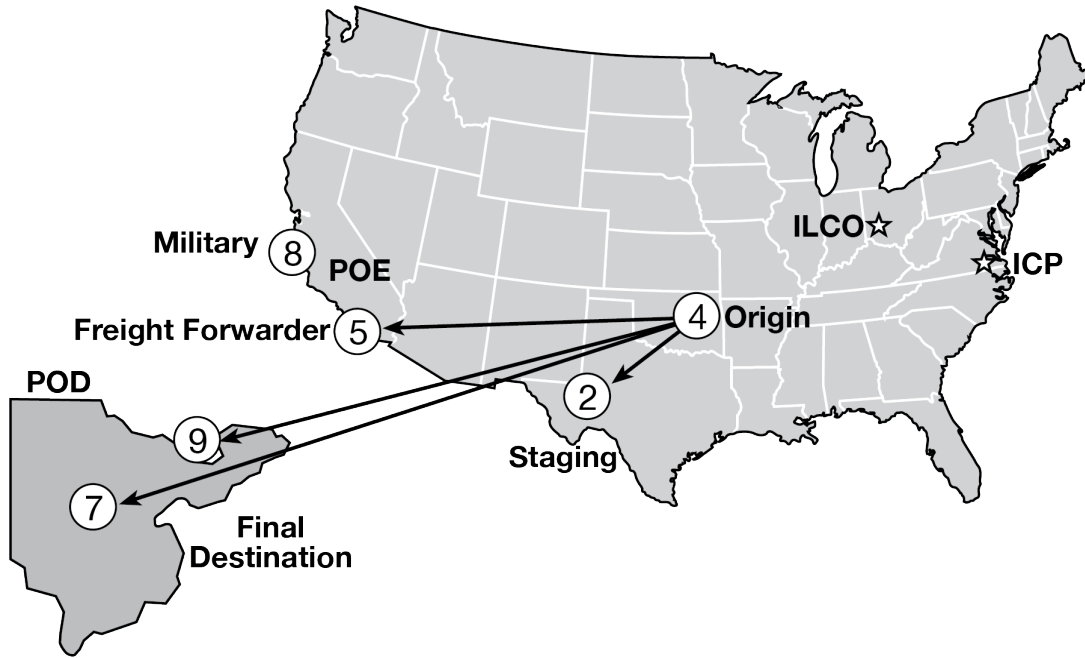 ILCO
Military
8
POE
ICP
Freight Forwarder
5
4
Origin
POD
2
9
Staging
7
Final
Destination